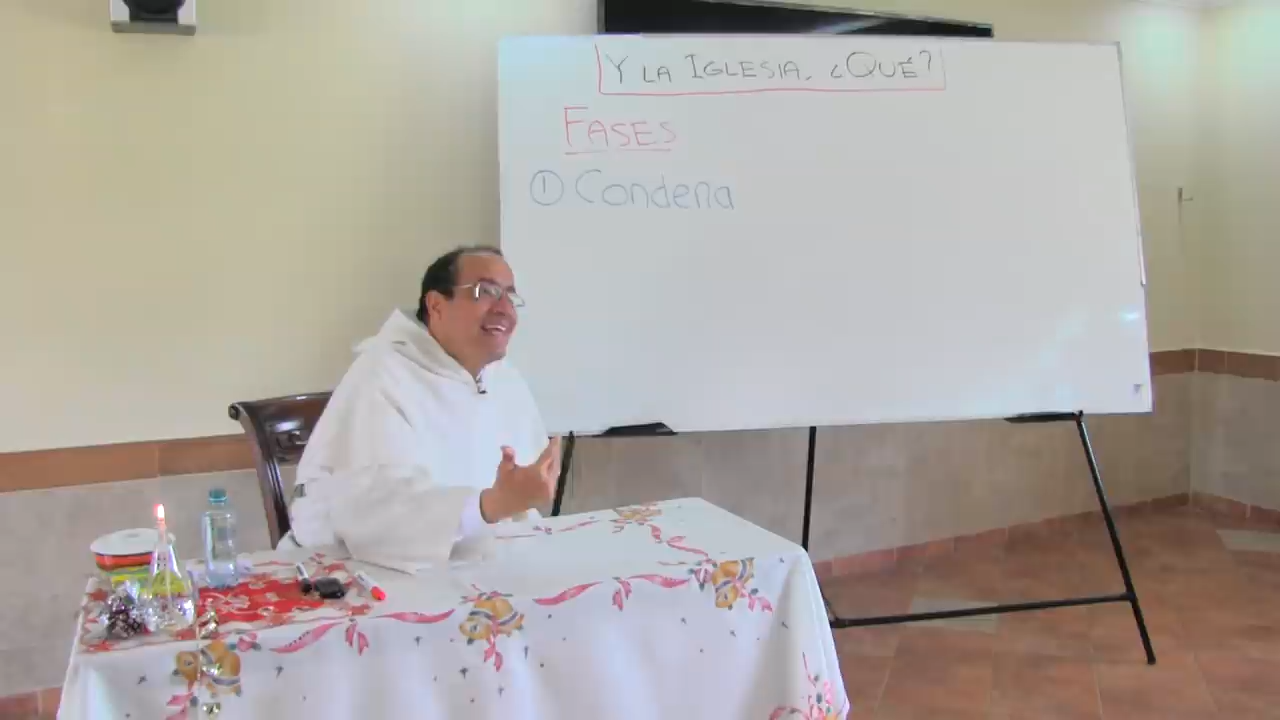 Y LA IGLESIA, ¿QUÉ?
FASES
① Condena